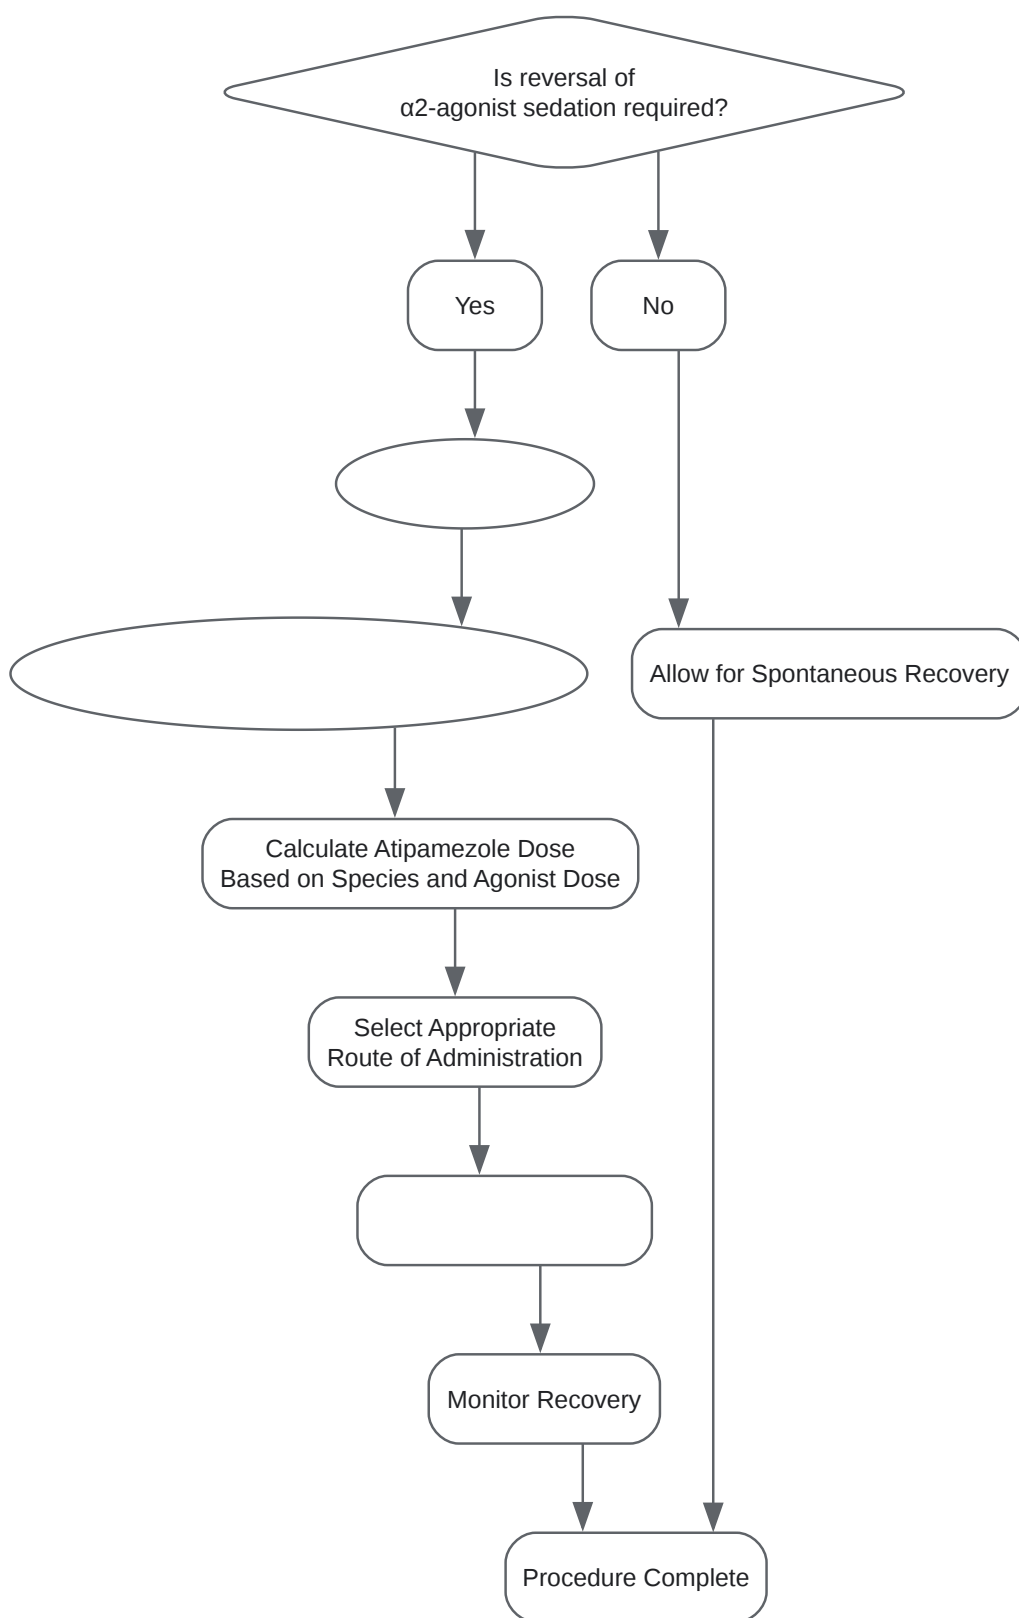 Is reversal of
α2-agonist sedation required?
Yes
No
Allow for Spontaneous Recovery
Calculate Atipamezole Dose
Based on Species and Agonist Dose
Select Appropriate
Route of Administration
Monitor Recovery
Procedure Complete